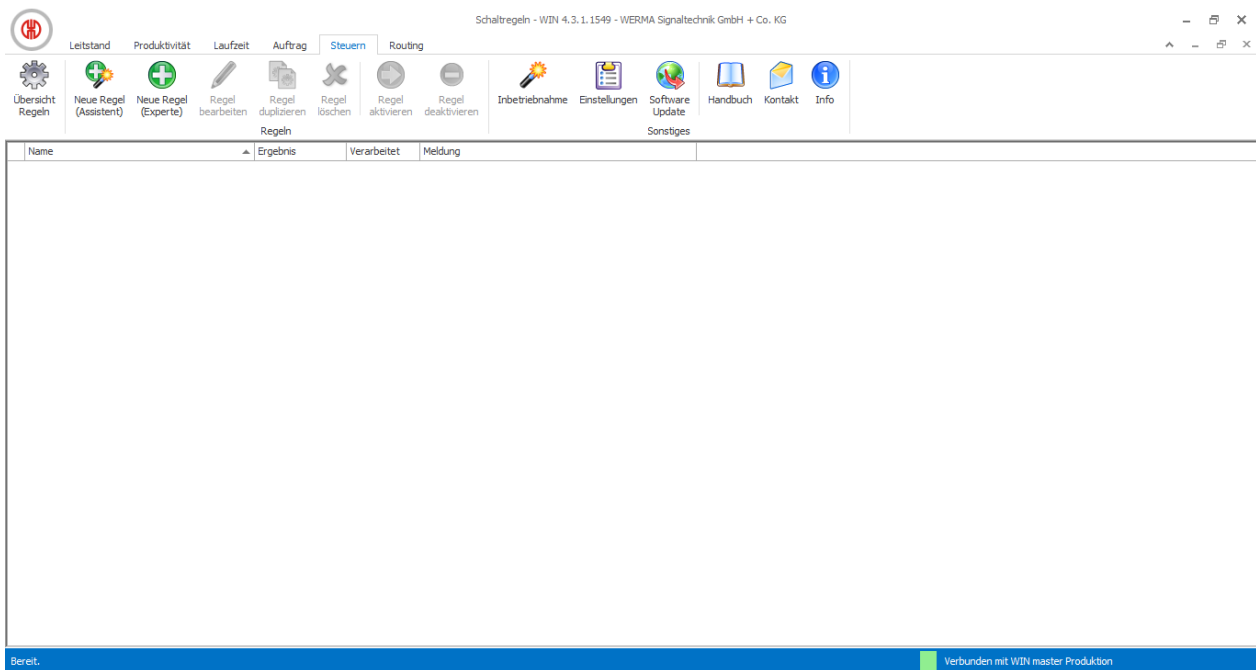 Schaltregeln - WIN 4.3.1.1549 - WERMA Signaltechnik GmbH + Co. KG
Leitstand Produktivität Laufzeit Auftrag Steuern Routing
Übersicht Regeln
Neue Regel (Assistent)
Neue Regel (Experte)
Regel bearbeiten
Regel duplizieren
Regel löschen
Regel aktivieren
Regel deaktivieren
Inbetriebnahme
Einstellungen
Software Update
Handbuch
Kontakt
Info
Regeln
Sonstiges
Name Ergebnis Verarbeitet Meldung
Bereit.
Verbunden mit WIN master Produktion